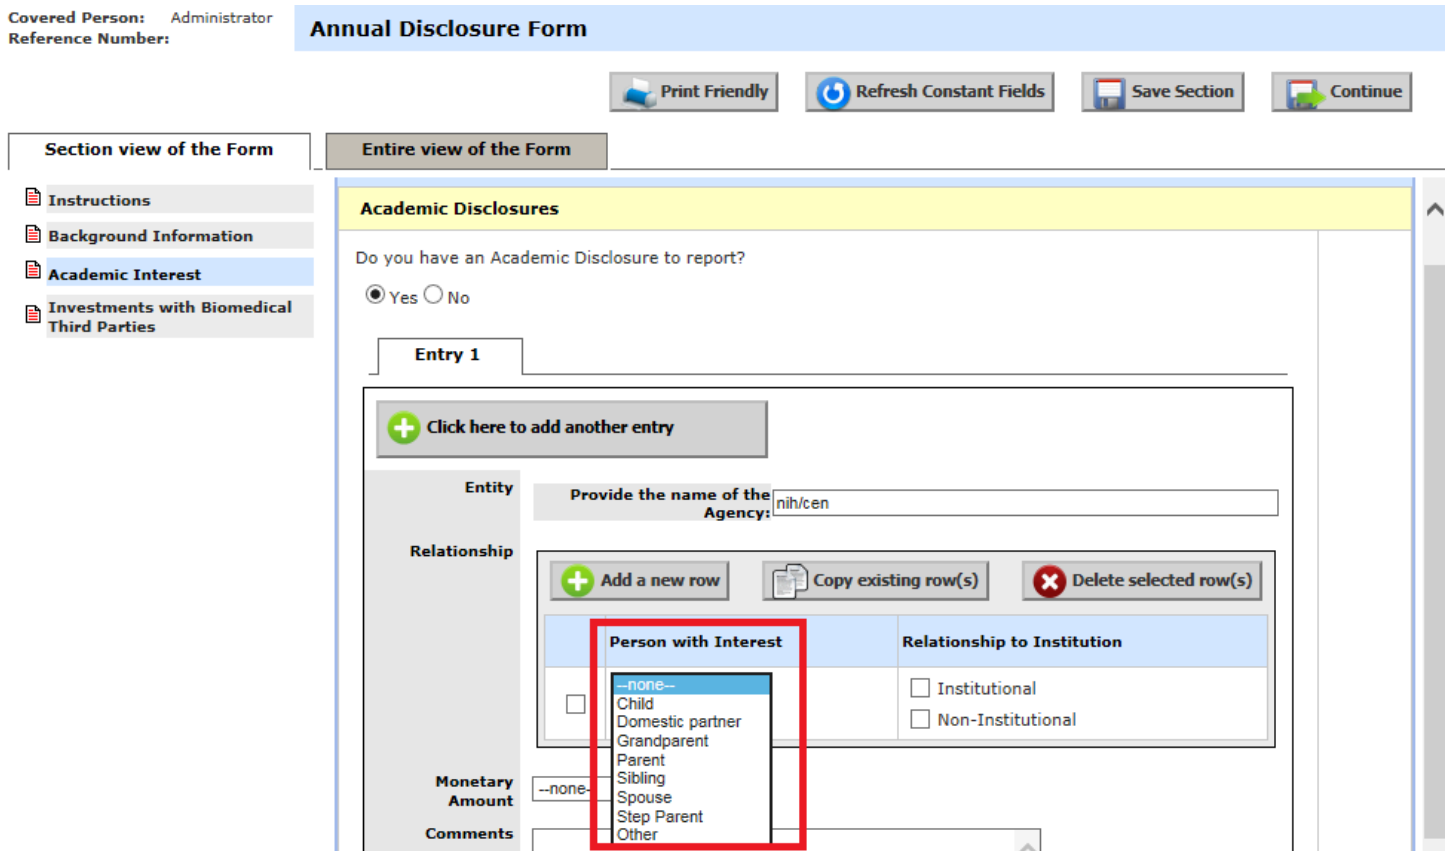 Covered Person: Administrator
Reference Number:
Annual Disclosure Form
Print Friendly
Refresh Constant Fields
Save Section
Continue
Section view of the Form
Entire view of the Form
Instructions
Background Information
Academic Interest
Investments with Biomedical
Third Parties
Academic Disclosures
Do you have an Academic Disclosure to report?
Yes No
Entry 1
Click here to add another entry
Entity
Provide the name of the
Agency:
nih/cen
Relationship
Add a new row
Copy existing row(s)
Delete selected row(s)
Person with Interest
Relationship to Institution
--none--
Child
Domestic partner
Grandparent
Parent
Sibling
Spouse
Step Parent
Other
Institutional
Non-Institutional
Monetary
Amount
--none-
Comments